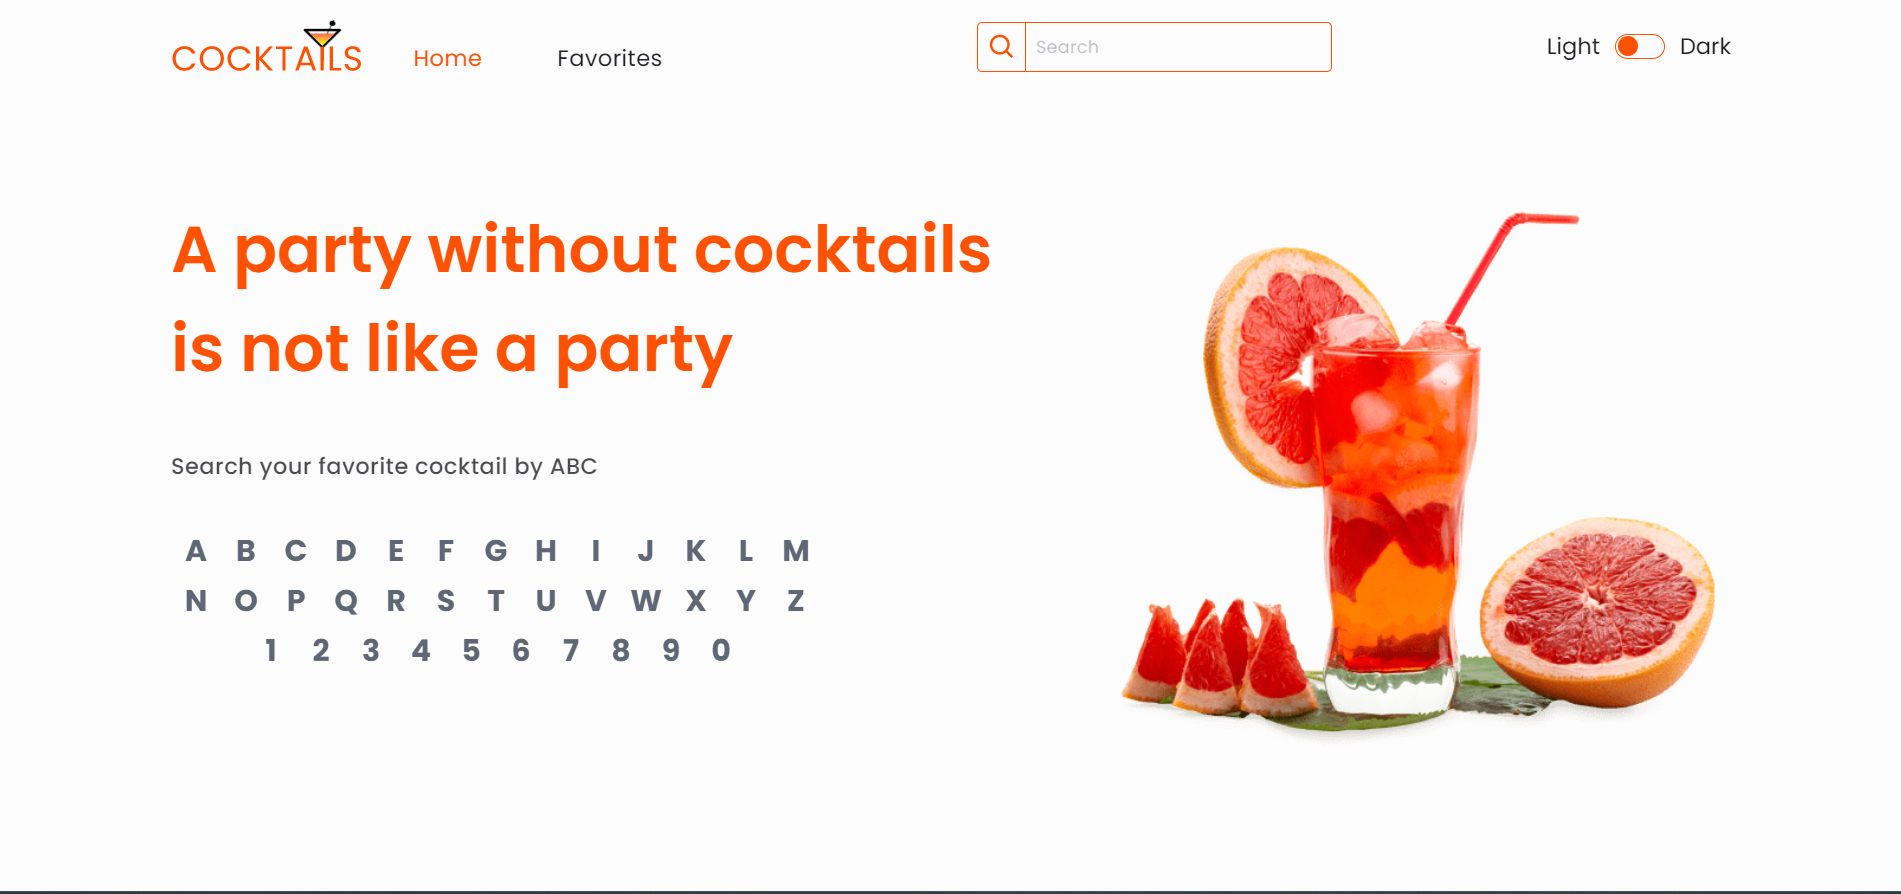 COCKTAILS Home Favorites Search Light Dark
A party without cocktails
is not like a party
Search your favorite cocktail by ABC
A B C D E F G H I J K L M
N O P Q R S T U V W X Y Z
1 2 3 4 5 6 7 8 9 0